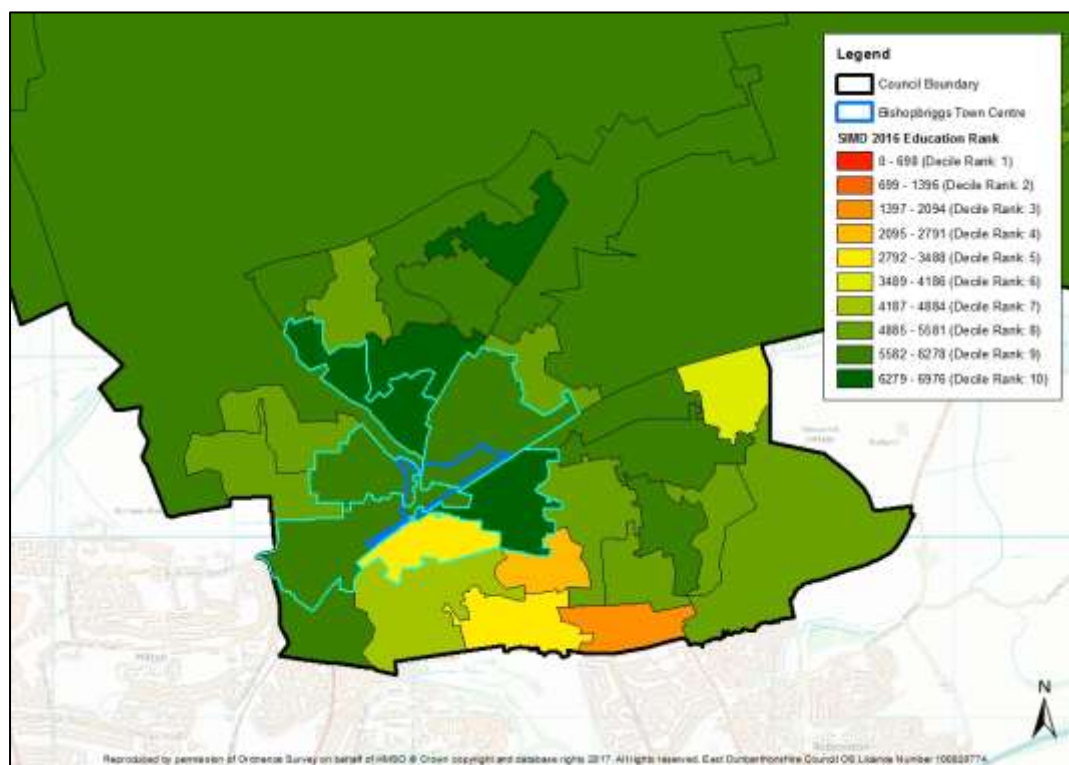 Legend
Council Boundary
Bishopbriggs Town Centre
SIMD 2016 Education Rank
0 - 698 (Decile Rank: 1)
699 - 1396 (Decile Rank: 2)
1397 - 2094 (Decile Rank: 3)
2095 - 2791 (Decile Rank: 4)
2792 - 3488 (Decile Rank: 5)
3489 - 4186 (Decile Rank: 6)
4187 - 4884 (Decile Rank: 7)
4885 - 5581 (Decile Rank: 8)
5582 - 6278 (Decile Rank: 9)
6279 - 6976 (Decile Rank: 10)
N
Reproduced by permission of Ordnance Survey on behalf of HMSO © Crown copyright and database rights 2017. All rights reserved. East Dunbartonshire Council OS Licence Number 100020774.